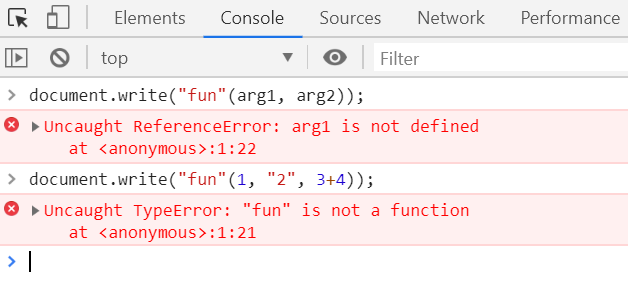 Elements Console Sources Network Performance
top Filter
> document.write("fun"(arg1, arg2));
Uncaught ReferenceError: arg1 is not defined
at <anonymous>:1:22
> document.write("fun"(1, "2", 3+4));
Uncaught TypeError: "fun" is not a function
at <anonymous>:1:21
>